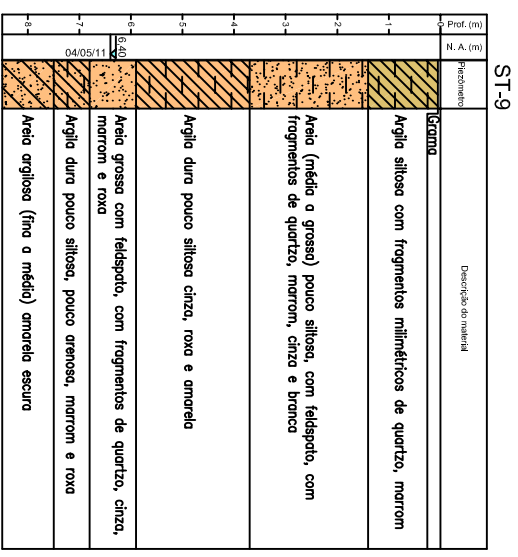 ST-9
Prof. (m)
N. A. (m)
Piezômetro
Descrição do material
0
1
2
3
4
5
6
7
8
6,40
04/05/11
Grama
Argila siltosa com fragmentos milimétricos de quartzo, marrom
Areia (média a grossa) pouco siltosa, com feldspato, com
fragmentos de quartzo, marrom, cinza e branca
Argila dura pouco siltosa cinza, roxa e amarela
Areia grossa com feldspato, com fragmentos de quartzo, cinza,
marrom e roxa
Argila dura pouco siltosa, pouco arenosa, marrom e roxa
Areia argilosa (fina a média) amarela escura